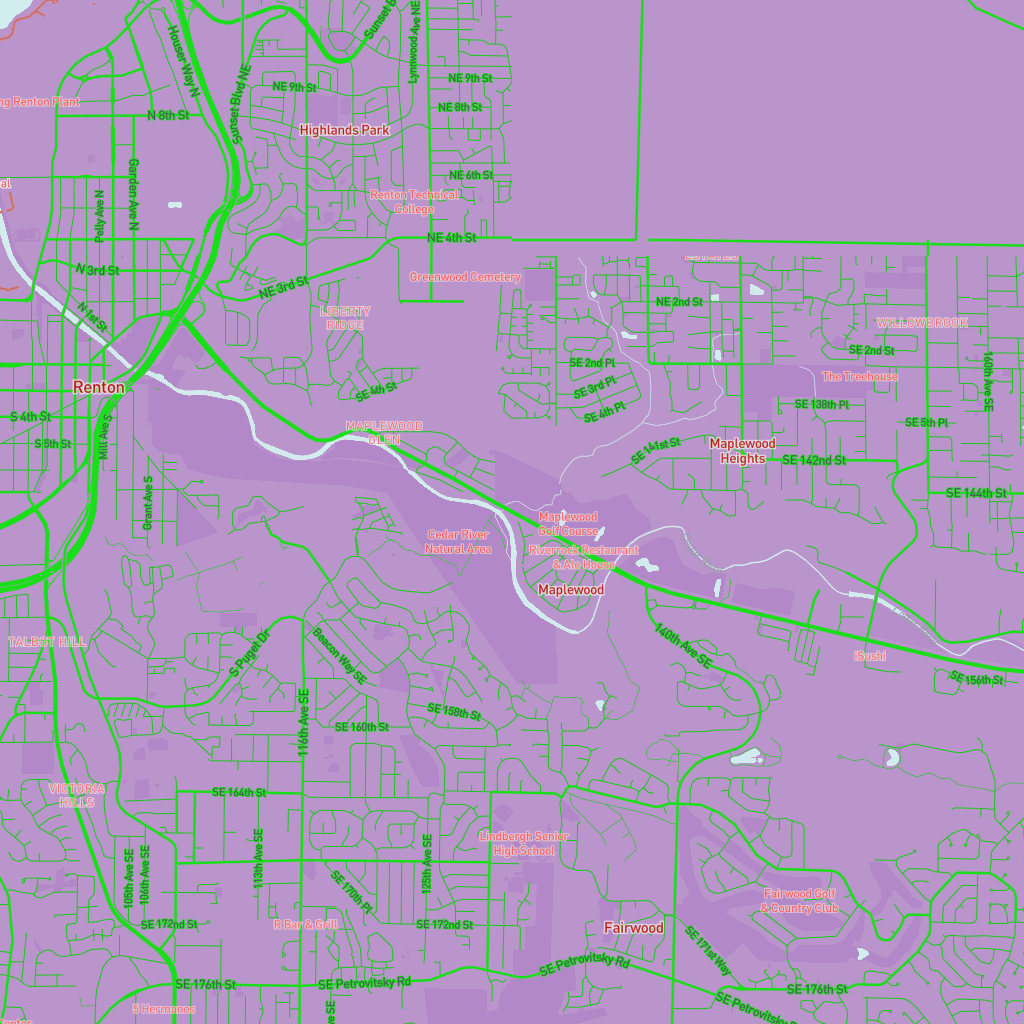 Sunset B
Lynnwood Ave NE
Houser Way N
Sunset Blvd NE
NE 9th St
NE 9th St
ng Renton Plant
NE 8th St
N 8th St
Highlands Park
Garden Ave N
NE 6th St
al
Renton Technical
College
Pelly Ave N
NE 4th St
ESTATES
N 3rd St
Greenwood Cemetery
NE 3rd St
NE 2nd St
N 1st St
LIBERTY
RIDGE
WILLOWBROOK
SE 2nd St
SE 2nd Pl
160th Ave SE
The Treehouse
Renton
SE 4th St
SE 3rd Pl
SE 138th Pl
S 4th St
SE 4th Pl
SE 5th Pl
MAPLEWOOD
GLEN
Mill Ave S
S 5th St
SE 141st St
Maplewood
Heights
SE 142nd St
Grant Ave S
SE 144th St
Maplewood
Golf Course
Cedar River
Natural Area
Riverrock Restaurant
& Ale House
Maplewood
TALBOT HILL
S Puget Dr
Beacon Way SE
140th Ave SE
iSushi
SE 156th St
116th Ave SE
SE 158th St
SE 160th St
VICTORIA
HILLS
SE 164th St
Lindbergh Senior
High School
113th Ave SE
125th Ave SE
105th Ave SE
106th Ave SE
SE 170th Pl
Fairwood Golf
& Country Club
SE 172nd St
R Bar & Grill
SE 172nd St
Fairwood
SE 171st Way
SE Petrovitsky Rd
SE 176th St
SE Petrovitsky Rd
SE 176th St
5 Hermanos
ve SE
SE Petrovitsky R
Center